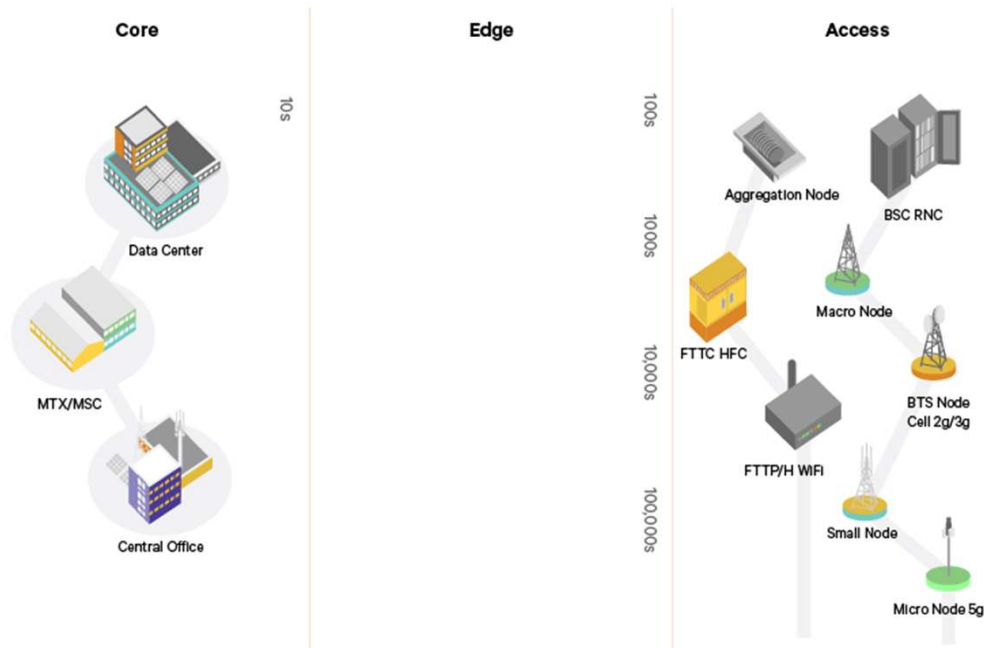 Core
Edge
Access
10s
100s
1000s
10,000s
100,000s
Data Center
MTX/MSC
Central Office
Aggregation Node
BSC RNC
Macro Node
FTTC HFC
BTS Node
Cell 2g/3g
FTTP/H WiFi
Small Node
Micro Node 5g